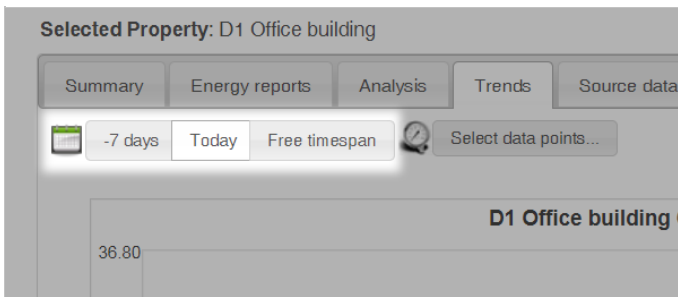 Selected Property: D1 Office building
Summary Energy reports Analysis Trends Source data
-7 days Today Free timespan Select data points...
D1 Office building
36.80